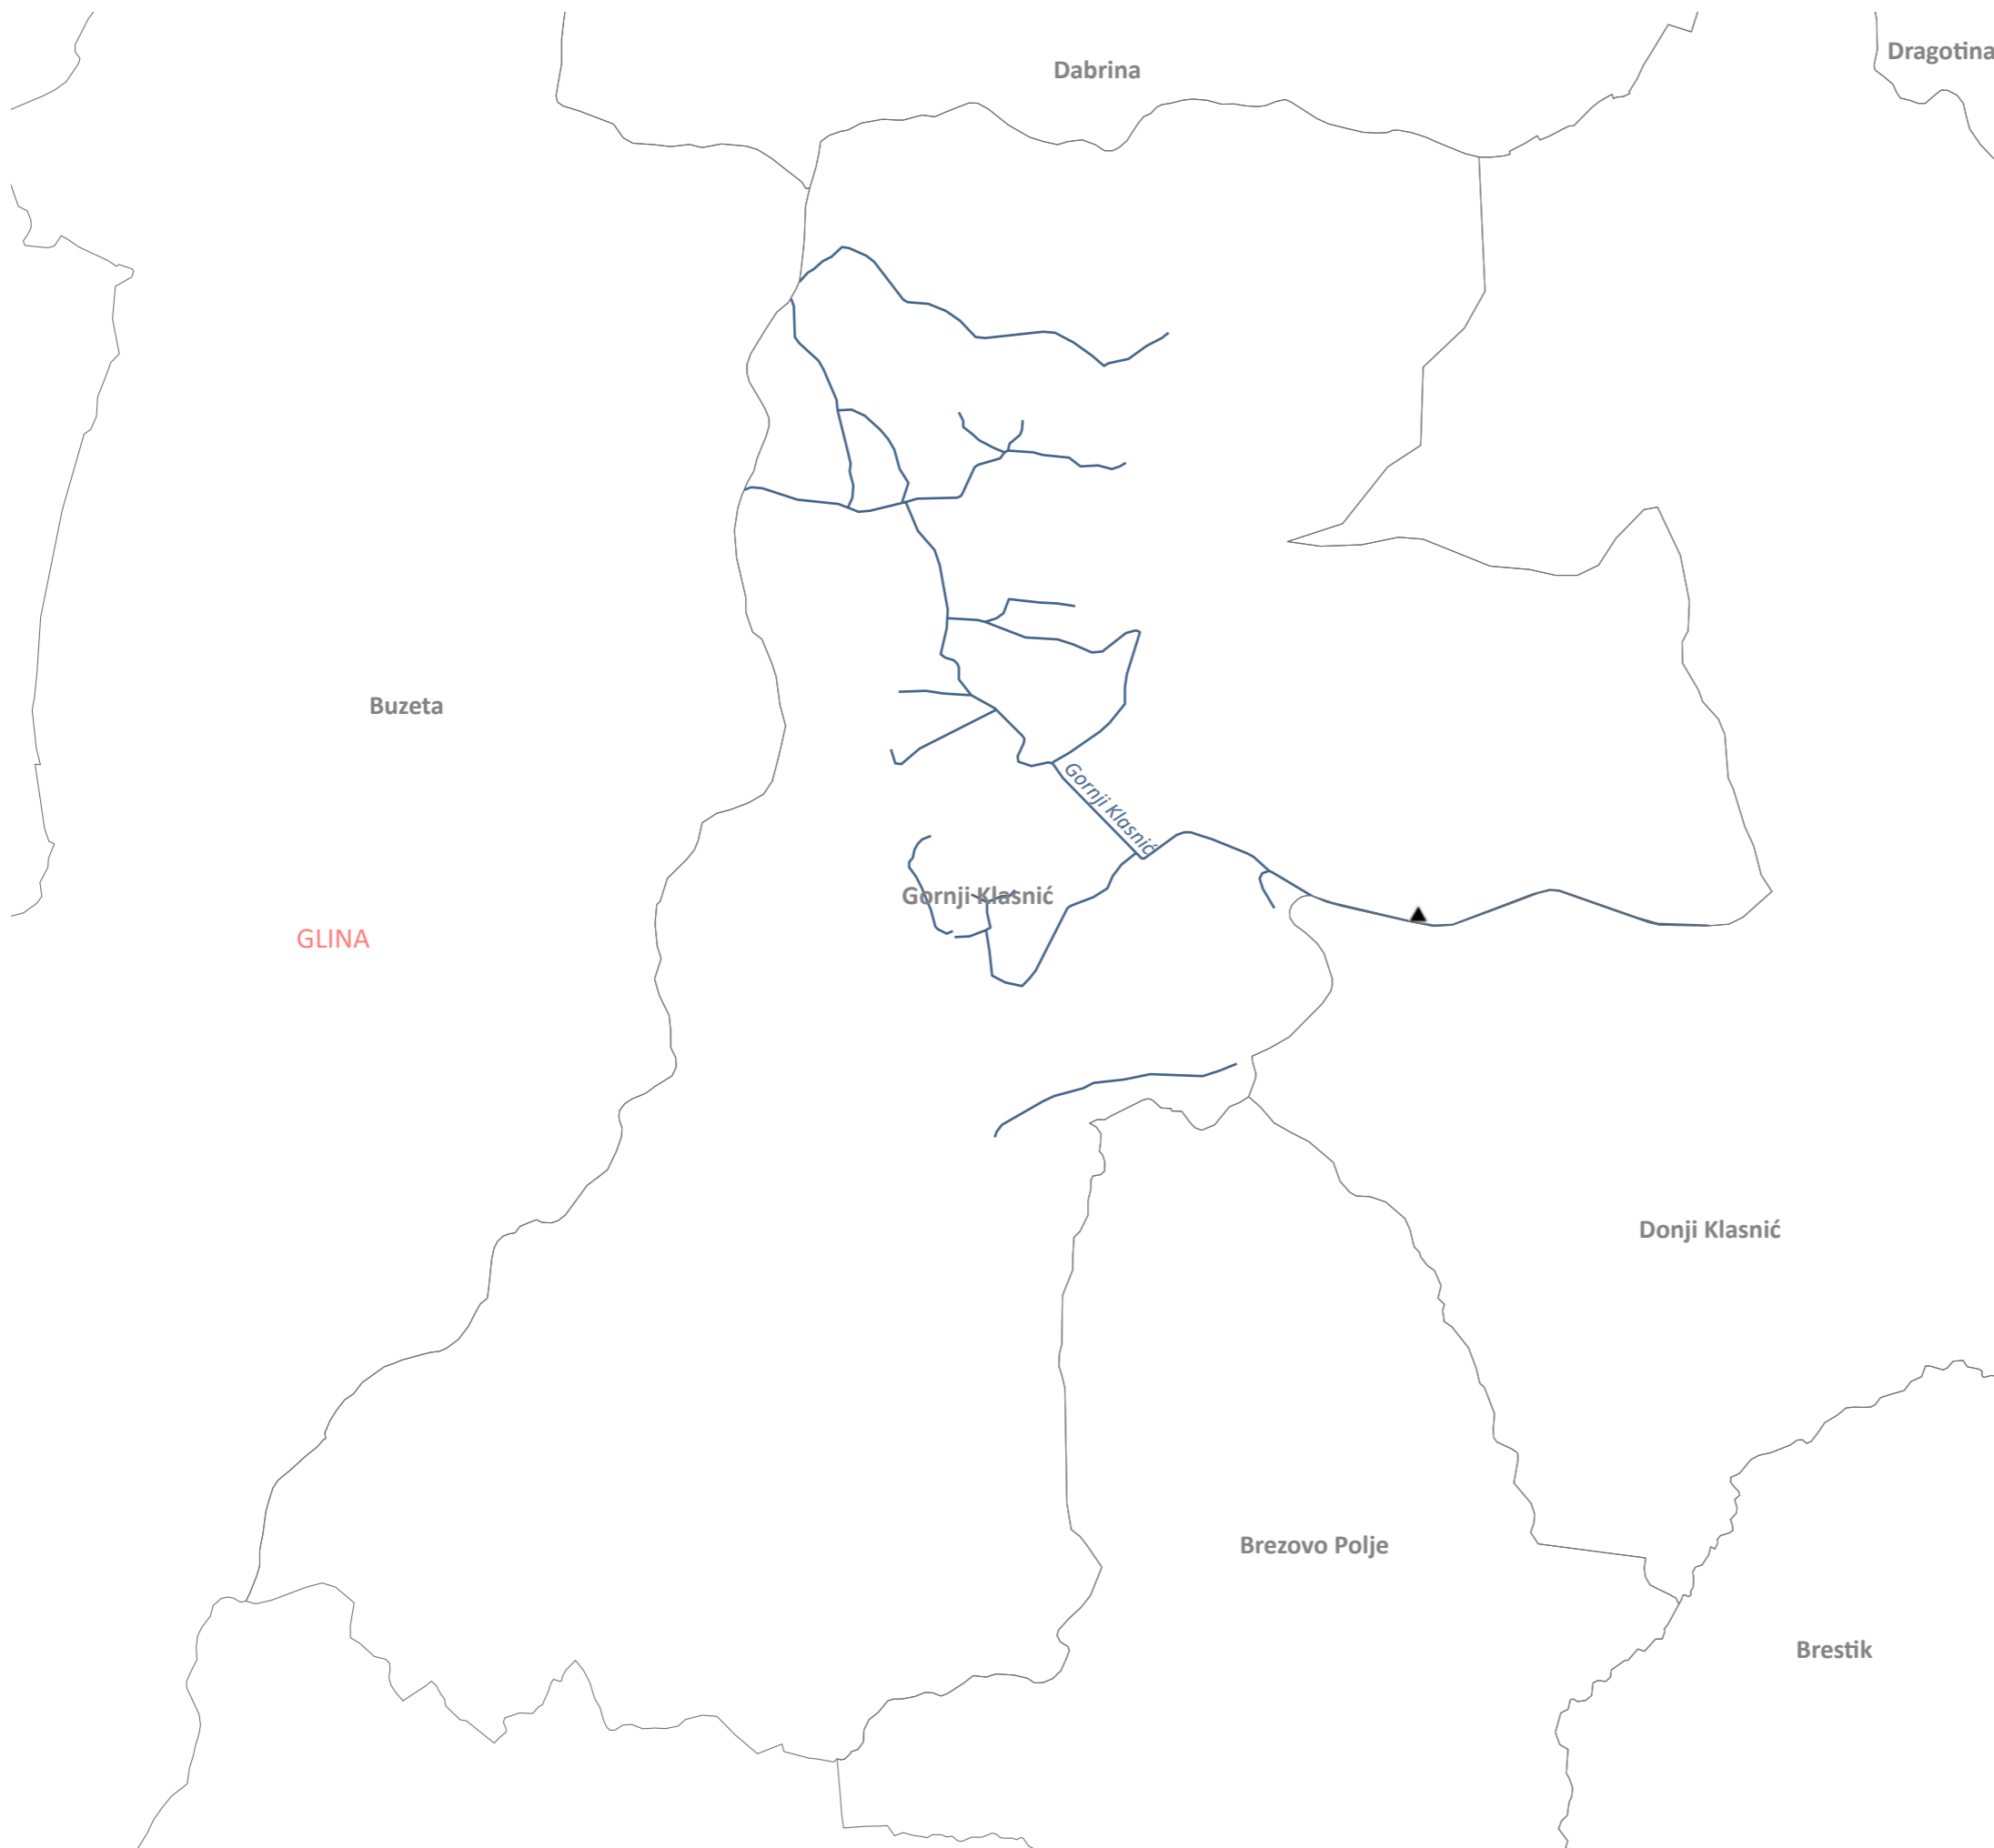 Dabrina
Dragotina
Buzeta
Gornji Klasnić
Gornji Klasnić
GLINA
Donji Klasnić
Brezovo Polje
Brestik